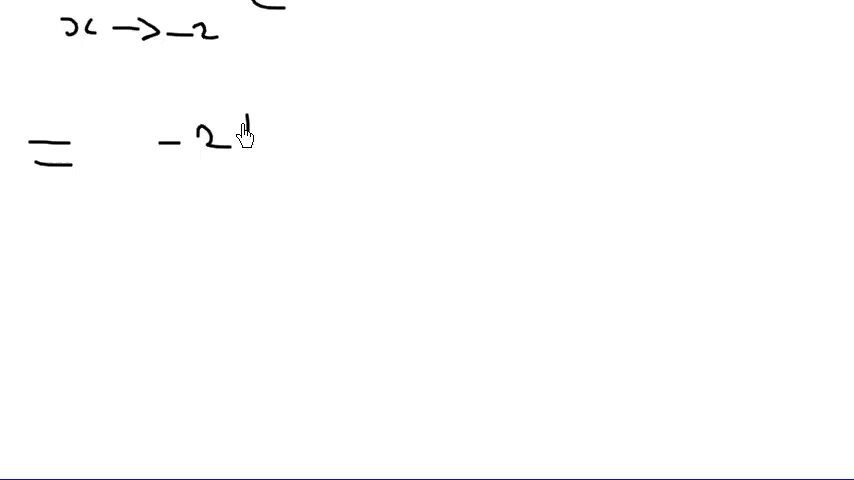 x → -2
= -2